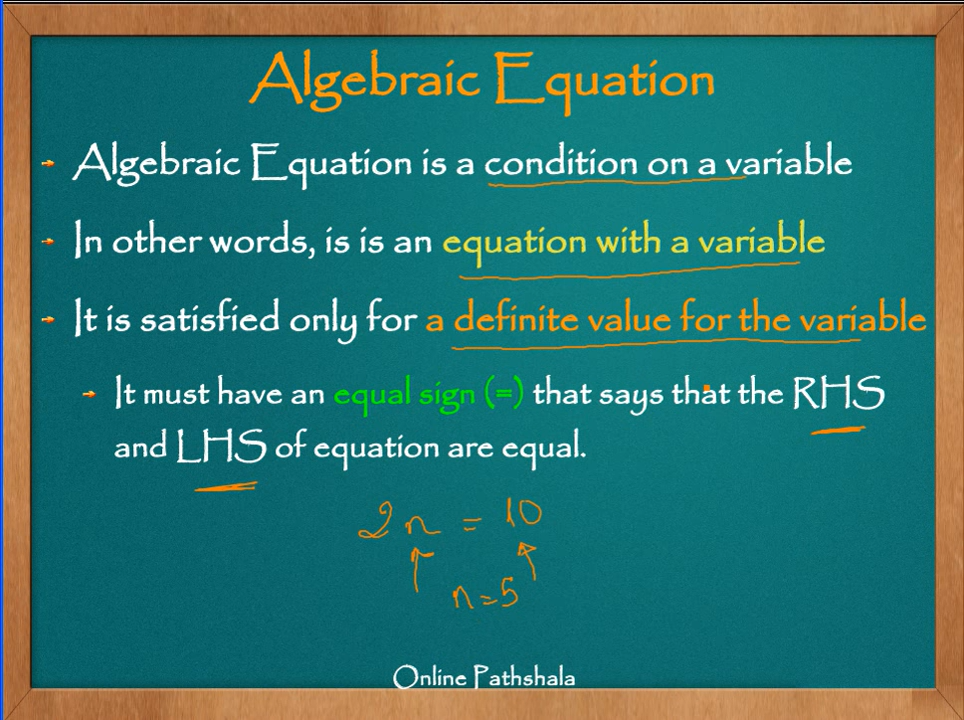 Algebraic Equation
Algebraic Equation is a condition on a variable
In other words, is is an equation with a variable
It is satisfied only for a definite value for the variable
It must have an equal sign (=) that says that the RHS
and LHS of equation are equal.
2n = 10
n=5
Online Pathshala